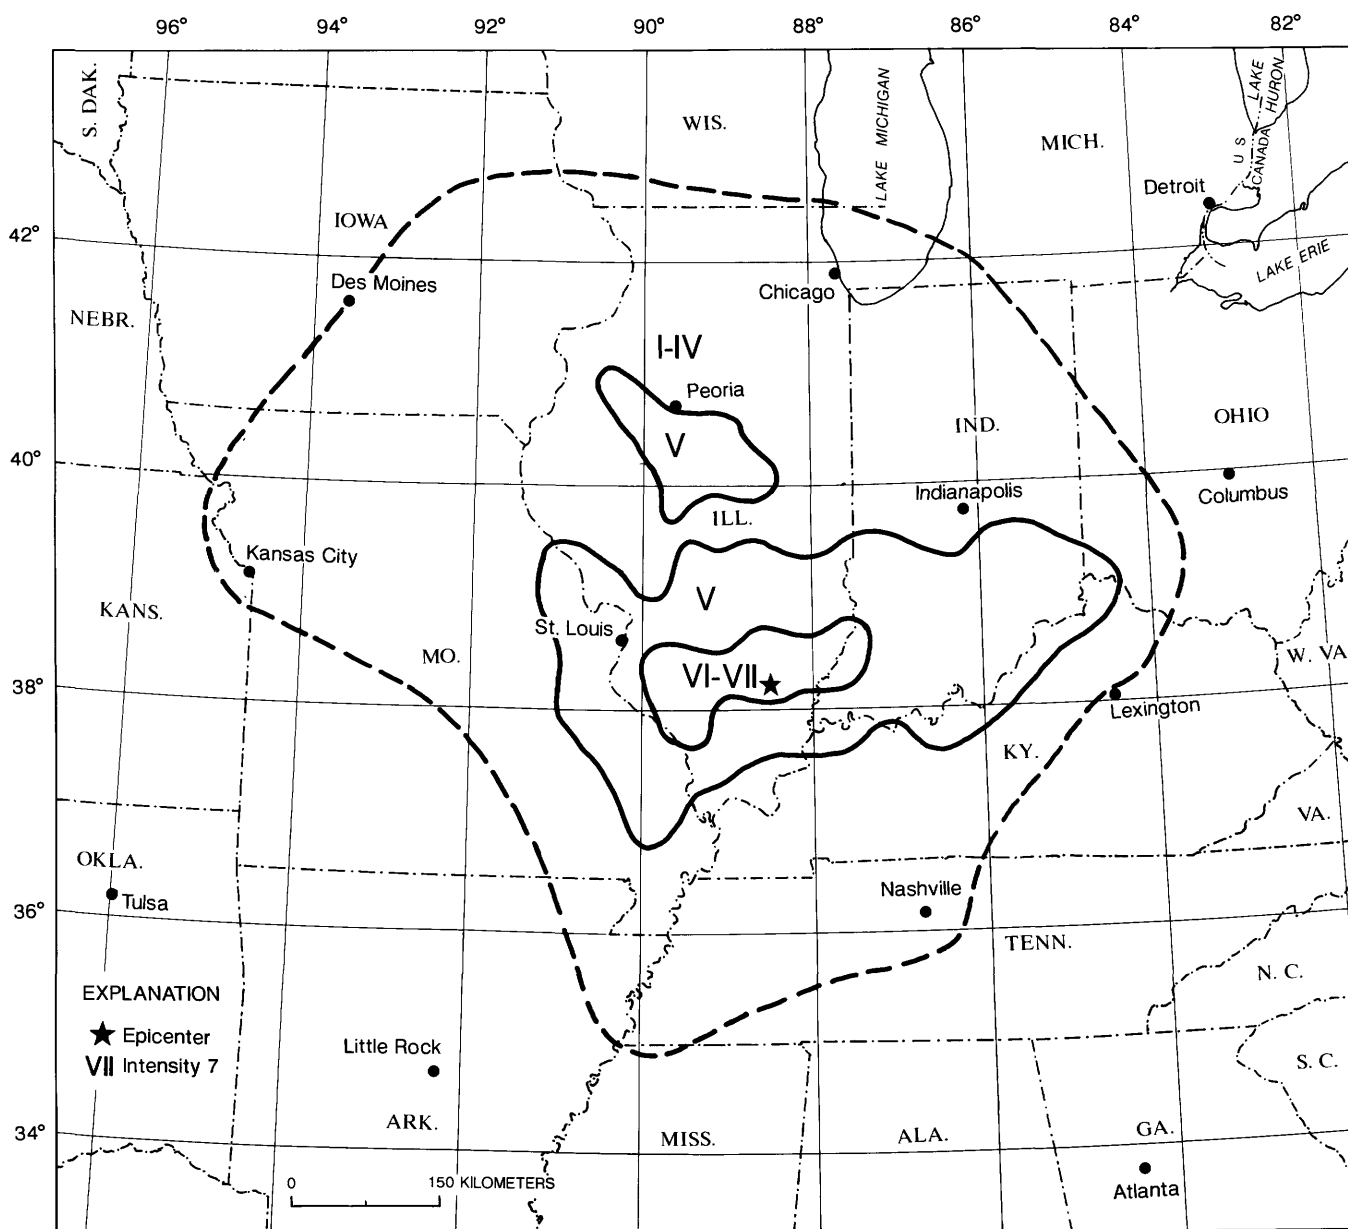 96° 94° 92° 90° 88° 86° 84° 82°
S. DAK.
WIS.
LAKE MICHIGAN
MICH.
LAKE HURON
U S
CANADA
Detroit
IOWA
42°
LAKE ERIE
Des Moines
Chicago
NEBR.
I-IV
Peoria
V
IND.
OHIO
40°
Indianapolis
Columbus
ILL.
Kansas City
KANS.
V
St. Louis
MO.
W. VA
VI-VII
38°
Lexington
KY.
VA.
OKLA.
Tulsa
Nashville
36°
TENN.
N. C.
EXPLANATION
Epicenter
VII Intensity 7
Little Rock
S. C.
ARK.
34°
MISS.
ALA.
GA.
0 150 KILOMETERS
Atlanta